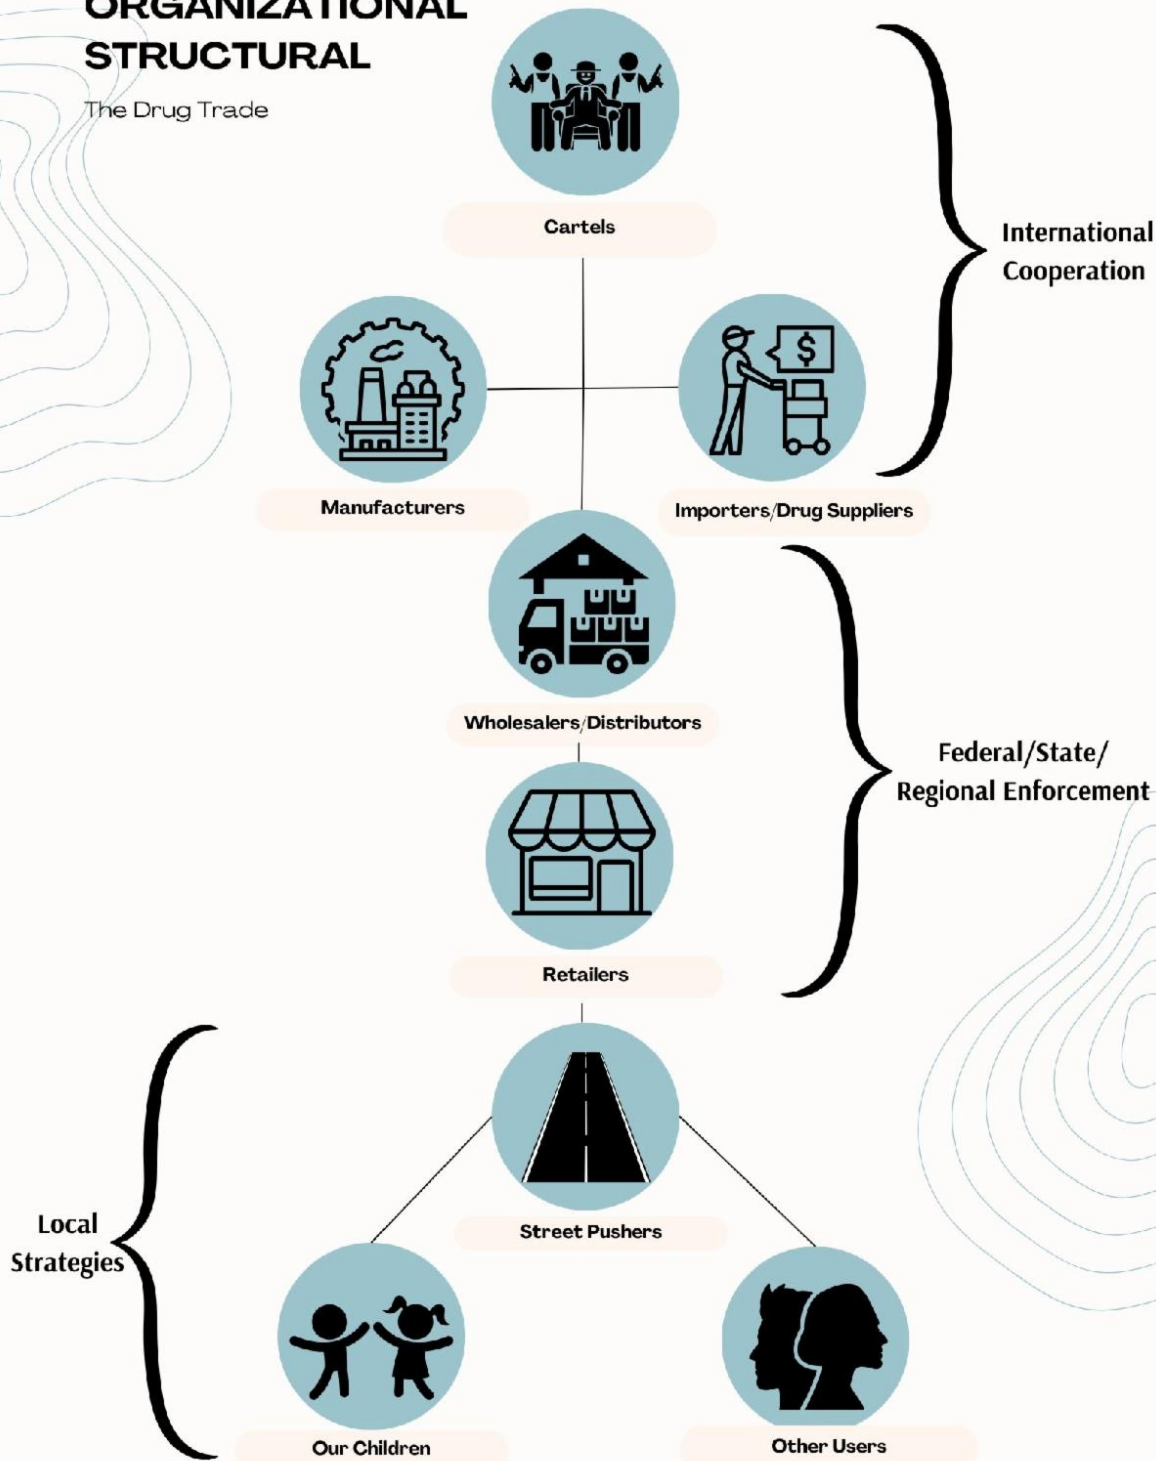 ORGANIZATIONAL
STRUCTURAL
The Drug Trade
Cartels
International
Cooperation
Manufacturers
Importers/Drug Suppliers
Wholesalers/Distributors
Federal/State/
Regional Enforcement
Retailers
Street Pushers
Local
Strategies
Our Children
Other Users